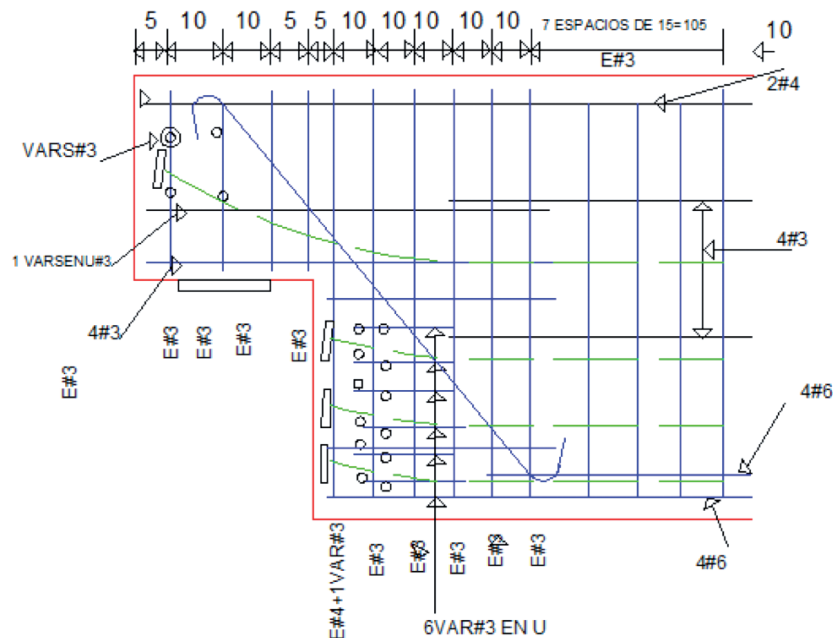 5 10 10 5 5 10 10 10 10 10 7 ESPACIOS DE 15=105 10
E#3
2#4
VARS#3
4#3
1 VARSENU#3
4#3
E#3 E#3 E#3 E#3
E#3
4#6
4#6
E#4+1VAR#3 E#3 E#3 E#3 E#3 E#3
6VAR#3 EN U